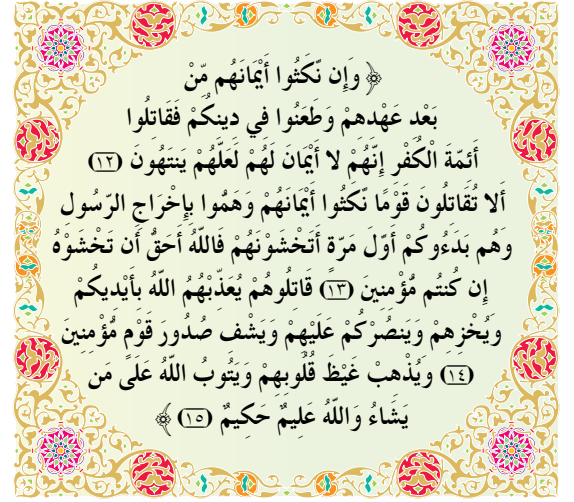 ﴿ وَإِن نَّكَثُوا أَيْمَانَهُم مِّنْ
بَعْدِ عَهْدِهِمْ وَطَعَنُوا فِي دِينِكُمْ فَقَاتِلُوا
أَئِمَّةَ الْكُفْرِ إِنَّهُمْ لا أَيْمَانَ لَهُمْ لَعَلَّهُمْ يَنتَهُونَ (١٢)
أَلا تُقَاتِلُونَ قَوْمًا نَّكَثُوا أَيْمَانَهُمْ وَهَمُّوا بِإِخْرَاجِ الرَّسُولِ
وَهُم بَدَءُوكُمْ أَوَّلَ مَرَّةٍ أَتَخْشَوْنَهُمْ فَاللّهُ أَحَقُّ أَن تَخْشَوْهُ
إِن كُنتُم مُّؤْمِنِينَ (١٣) قَاتِلُوهُمْ يُعَذِّبْهُمُ اللّهُ بِأَيْدِيكُمْ
وَيُخْزِهِمْ وَيَنصُرْكُمْ عَلَيْهِمْ وَيَشْفِ صُدُورَ قَوْمٍ مُّؤْمِنِينَ
(١٤) وَيُذْهِبْ غَيْظَ قُلُوبِهِمْ وَيَتُوبُ اللّهُ عَلَى مَن
يَشَاءُ وَاللّهُ عَلِيمٌ حَكِيمٌ (١٥) ﴾